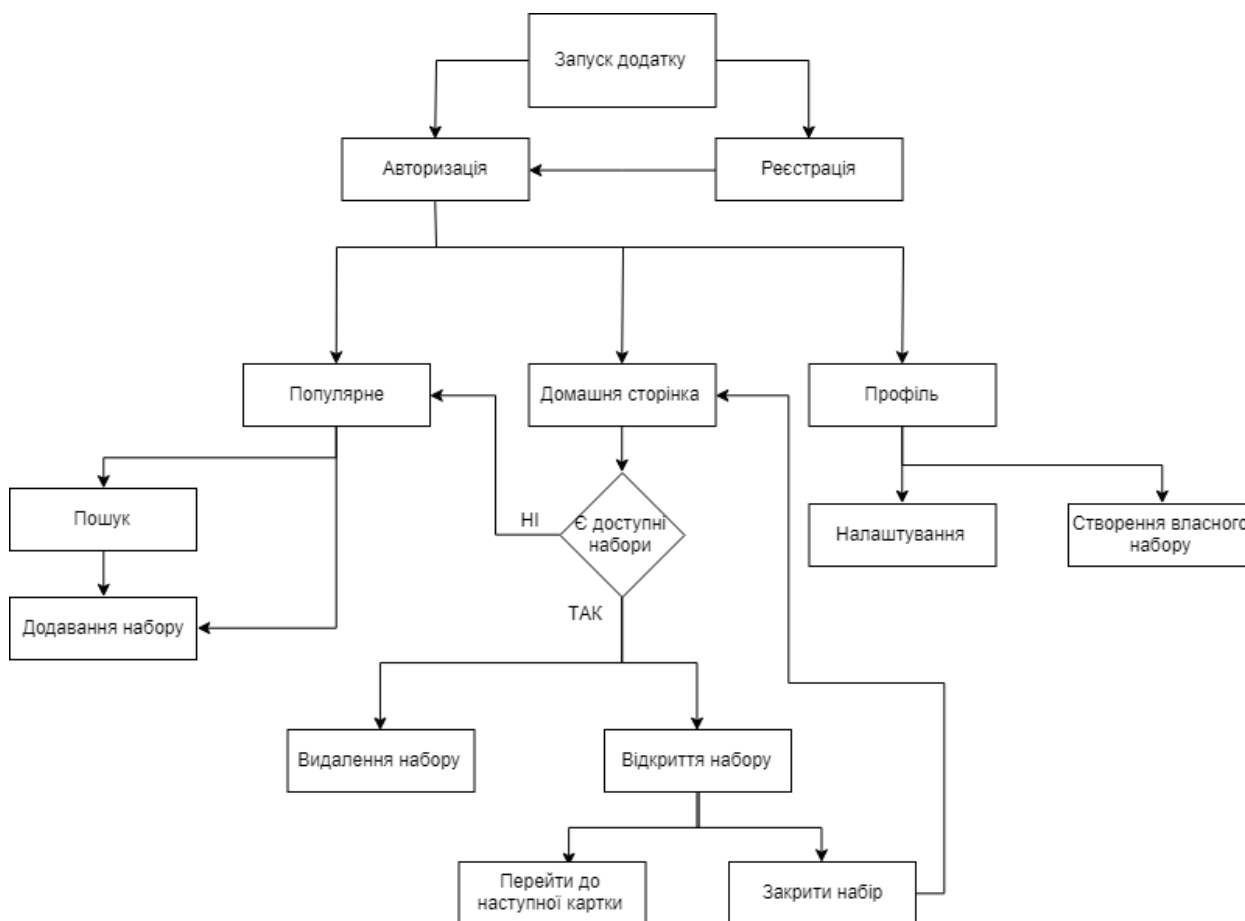 Запуск додатку
Авторизація
Реєстрація
Популярне
Домашня сторінка
Профіль
Пошук
НІ
Є доступні
набори
Налаштування
Створення власного
набору
Додавання набору
ТАК
Видалення набору
Відкриття набору
Перейти до
наступної картки
Закрити набір